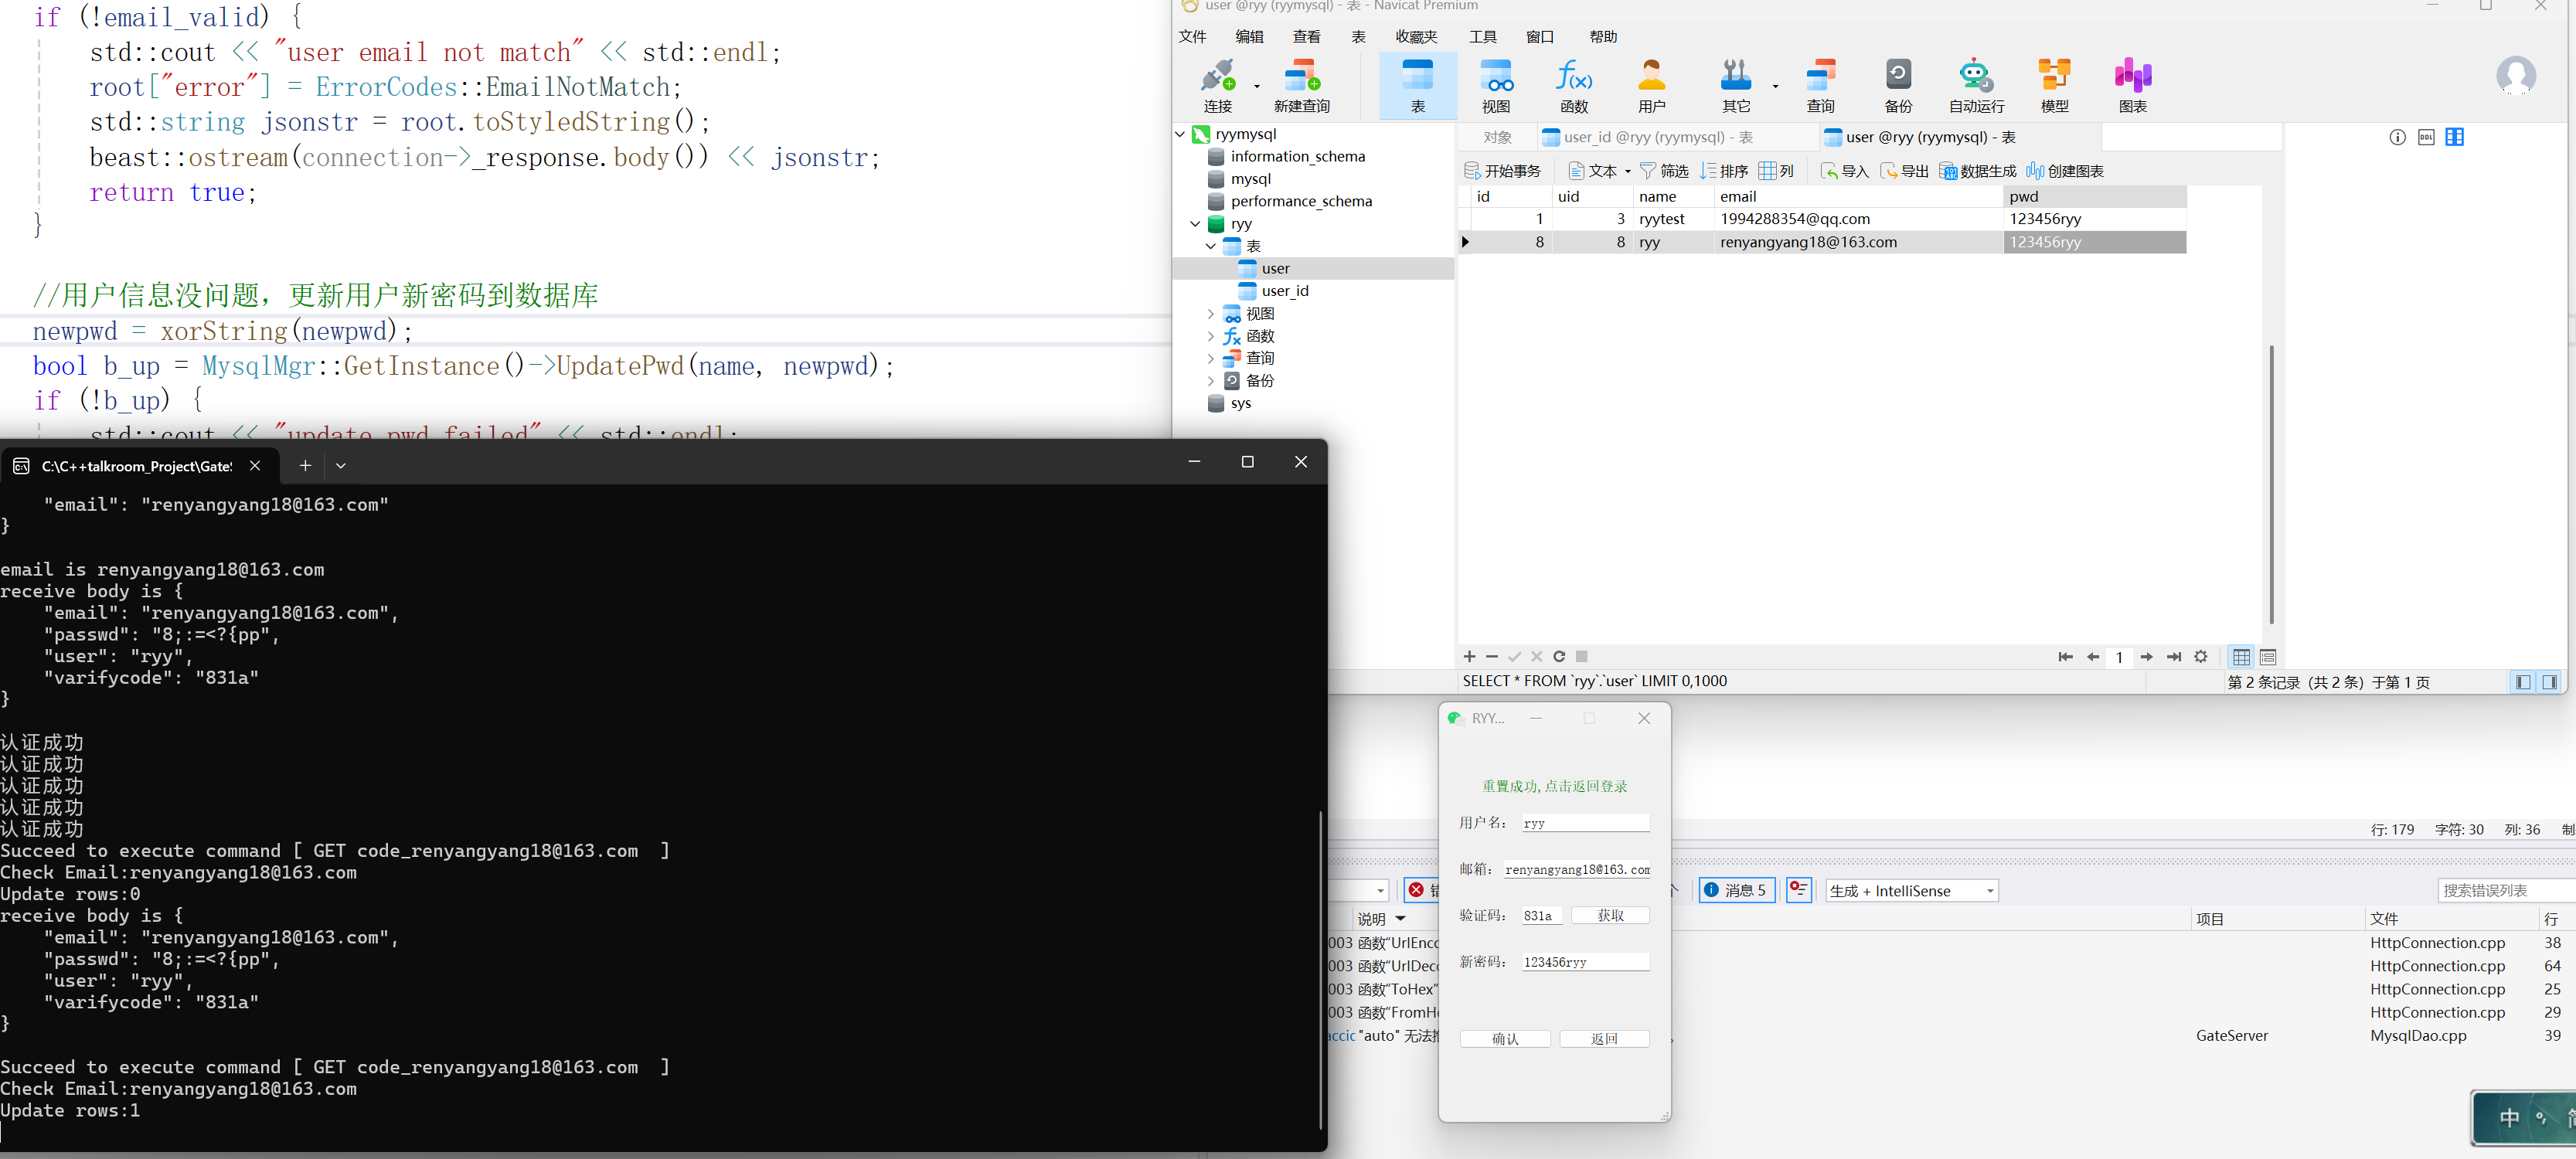 if (!email_valid) {
std::cout << "user email not match" << std::endl;
root["error"] = ErrorCodes::EmailNotMatch;
std::string jsonstr = root.toStyledString();
beast::ostream(connection->_response.body()) << jsonstr;
return true;
}
//用户信息没问题，更新用户新密码到数据库
newpwd = xorString(newpwd);
bool b_up = MysqlMgr::GetInstance()->UpdatePwd(name, newpwd);
if (!b_up) {
std::cout << "update pwd failed" << std::endl;
user @ryy (ryymysql) - 表 - Navicat Premium
文件 编辑 查看 表 收藏夹 工具 窗口 帮助
连接 新建查询 表 视图 函数 用户 其它 查询 备份 自动运行 模型 图表
ryymysql
information_schema
mysql
performance_schema
ryy
表
user
user_id
视图
函数
查询
备份
sys
对象 user_id @ryy (ryymysql) - 表 user @ryy (ryymysql) - 表
开始事务 文本 筛选 排序 列 导入 导出 数据生成 创建图表
id uid name email pwd
1 3 ryytest 1994288354@qq.com 123456ryy
8 8 ryy renyangyang18@163.com 123456ryy
1
SELECT * FROM `ryy`.`user` LIMIT 0,1000
第 2 条记录（共 2 条）于第 1 页
C:\C++talkroom_Project\Gate
"email": "renyangyang18@163.com"
}
email is renyangyang18@163.com
receive body is {
"email": "renyangyang18@163.com",
"passwd": "8;:=<?{pp",
"user": "ryy",
"varifycode": "831a"
}
认证成功
认证成功
认证成功
认证成功
认证成功
Succeed to execute command [ GET code_renyangyang18@163.com  ]
Check Email:renyangyang18@163.com
Update rows:0
receive body is {
"email": "renyangyang18@163.com",
"passwd": "8;:=<?{pp",
"user": "ryy",
"varifycode": "831a"
}
Succeed to execute command [ GET code_renyangyang18@163.com  ]
Check Email:renyangyang18@163.com
Update rows:1
RYY...
重置成功,点击返回登录
用户名: ryy
邮箱: renyangyang18@163.com
验证码: 831a 获取
新密码: 123456ryy
确认 返回
行: 179 字符: 30 列: 36 制
消息 5 生成 + IntelliSense 搜索错误列表
说明 项目 文件 行
003 函数“UrlEnc HttpConnection.cpp 38
003 函数“UrlDec HttpConnection.cpp 64
003 函数“ToHex” HttpConnection.cpp 25
003 函数“FromH HttpConnection.cpp 29
accic "auto" 无法 GateServer MysqlDao.cpp 39
中 °, 简